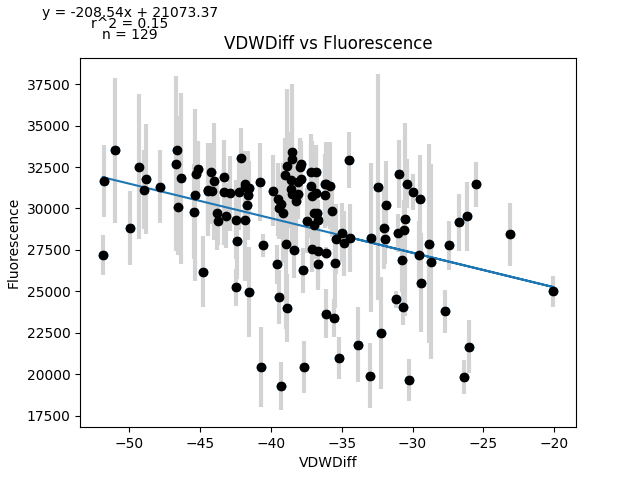 y = -208.54x + 21073.37
r^2 = 0.15
n = 129
VDWDiff vs Fluorescence
37500
35000
32500
30000
27500
25000
22500
20000
17500
Fluorescence
−50
−45
−40
−35
−30
−25
−20
VDWDiff